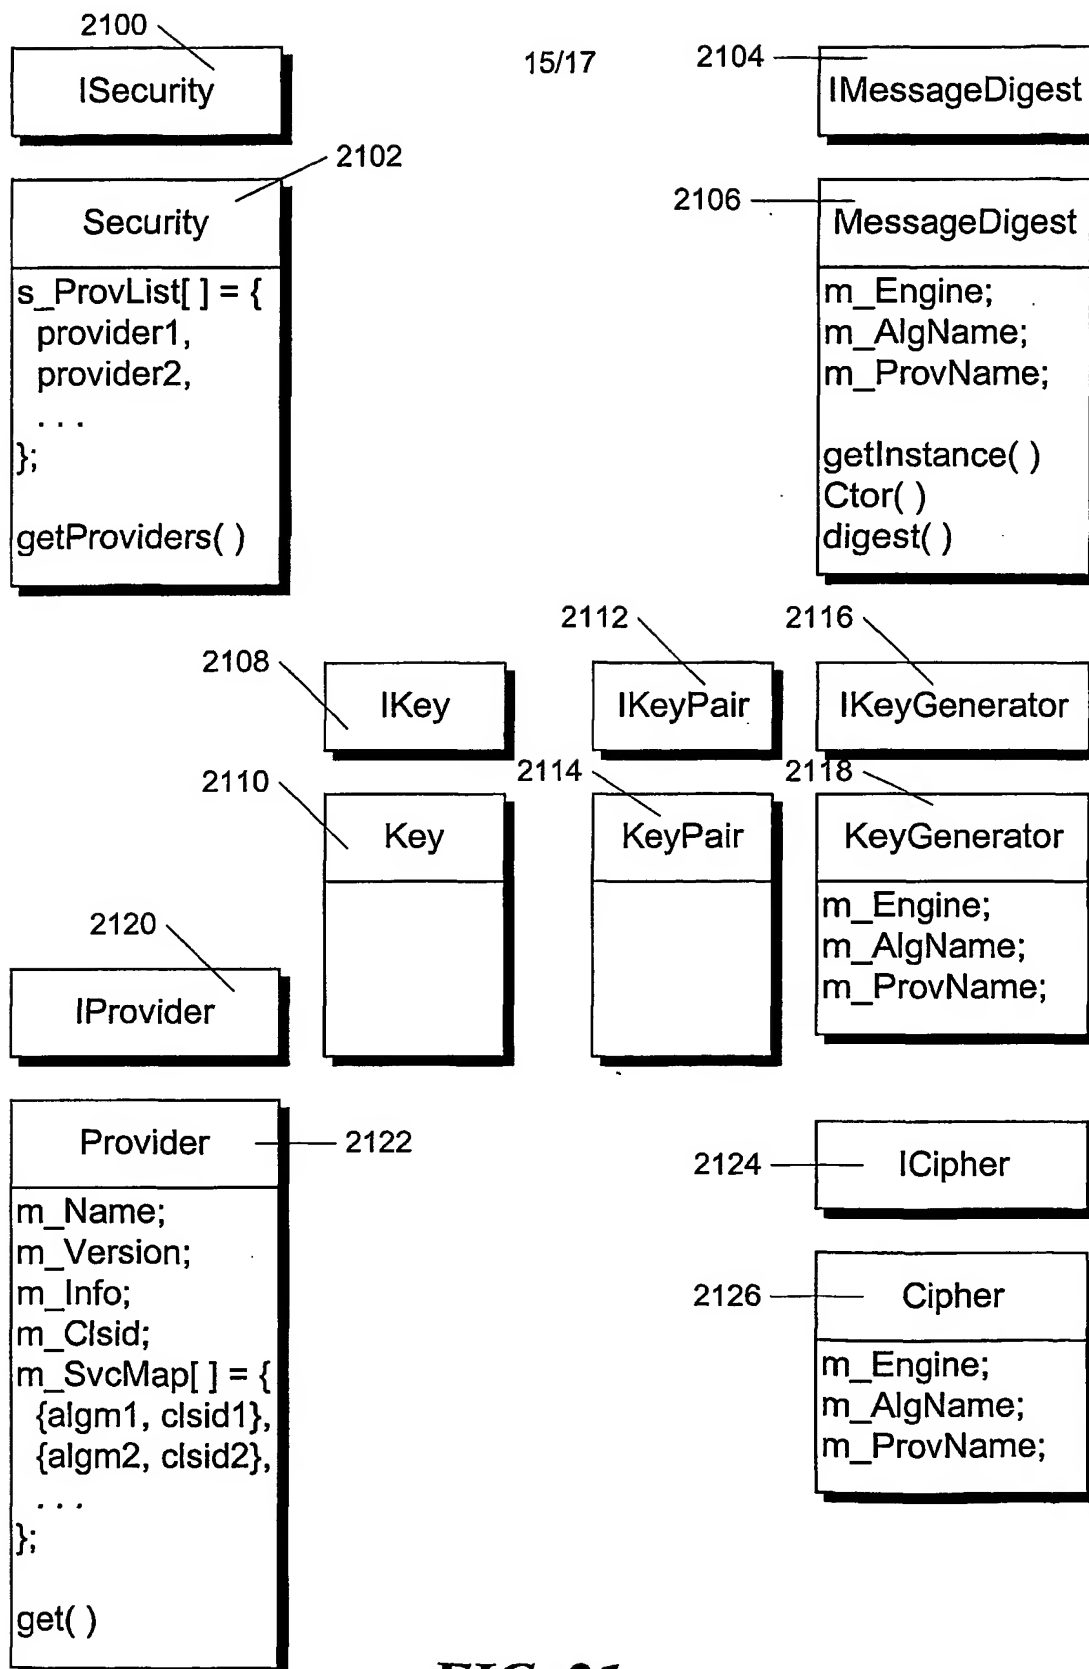 2100
ISecurity
15/17
2104
IMessageDigest
2102
Security
s_ProvList[ ] = {
provider1,
provider2,
. . .
};
getProviders( )
2106
MessageDigest
m_Engine;
m_AlgName;
m_ProvName;
getInstance( )
Ctor( )
digest( )
2108
IKey
2112
IKeyPair
2116
IKeyGenerator
2110
Key
2114
KeyPair
2118
KeyGenerator
m_Engine;
m_AlgName;
m_ProvName;
2120
IProvider
Provider
2122
m_Name;
m_Version;
m_Info;
m_Clsid;
m_SvcMap[ ] = {
{algm1, clsid1},
{algm2, clsid2},
. . .
};
get( )
2124
ICipher
2126
Cipher
m_Engine;
m_AlgName;
m_ProvName;
FIG. 21